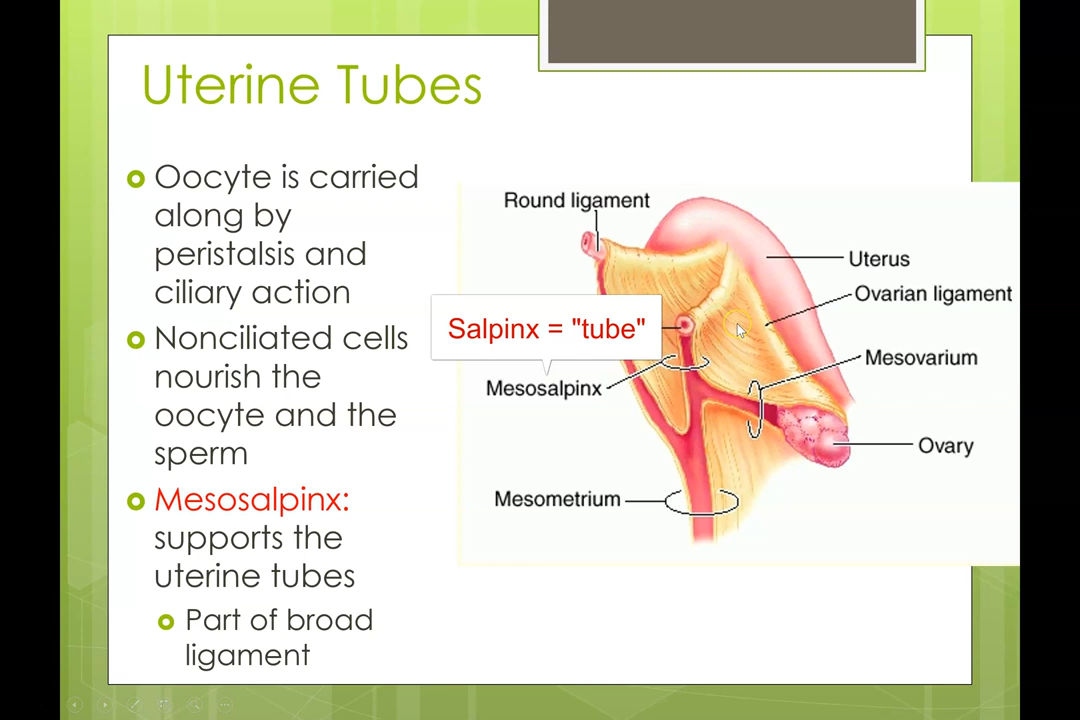 Uterine Tubes
Oocyte is carried
along by
peristalsis and
ciliary action
Nonciliated cells
nourish the
oocyte and the
sperm
Mesosalpinx:
supports the
uterine tubes
Part of broad
ligament
Round ligament
Uterus
Ovarian ligament
Salpinx = "tube"
Mesovarium
Mesosalpinx
Ovary
Mesometrium